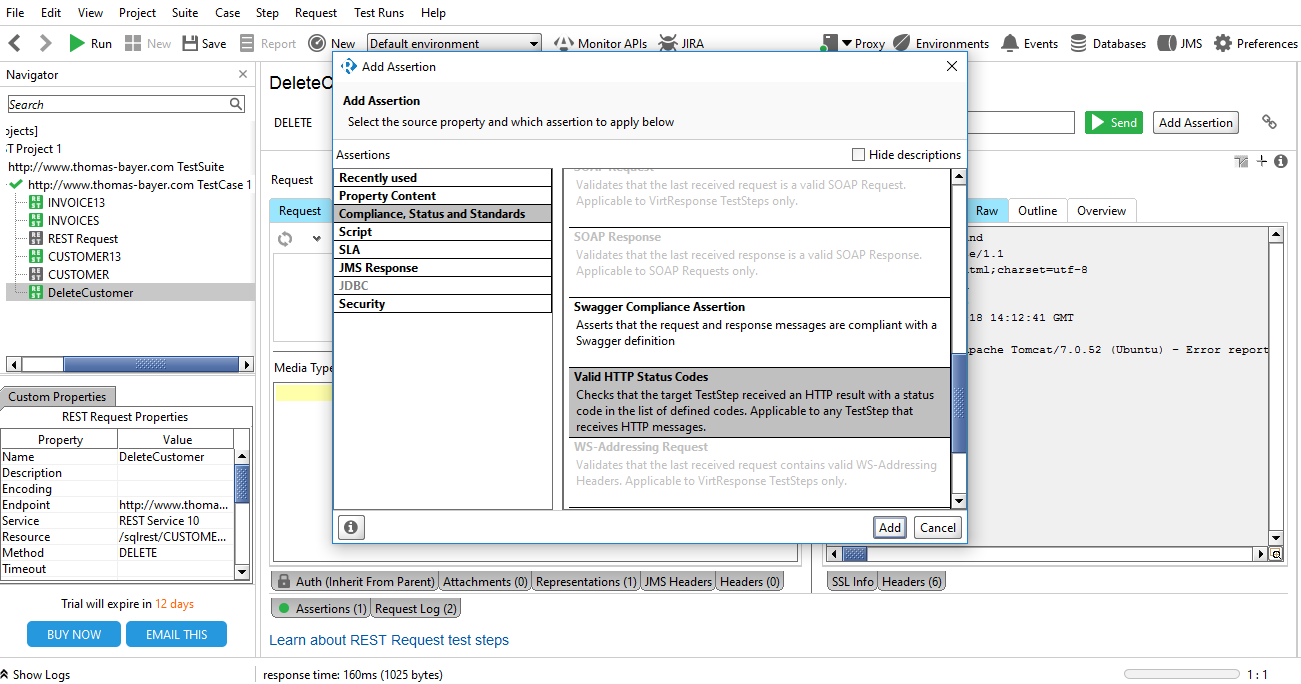 File Edit View Project Suite Case Step Request Test Runs Help
Run New Save Report New Default environment Monitor APIs JIRA Proxy Environments Events Databases JMS Preferences
Navigator
Search
ojects]
T Project 1
http://www.thomas-bayer.com TestSuite
http://www.thomas-bayer.com TestCase 1
INVOICE13
INVOICES
REST Request
CUSTOMER13
CUSTOMER
DeleteCustomer
Custom Properties
REST Request Properties
Property Value
Name DeleteCustomer
Description
Encoding
Endpoint http://www.thoma...
Service REST Service 10
Resource /sqlrest/CUSTOME...
Method DELETE
Timeout
Trial will expire in 12 days
BUY NOW EMAIL THIS
Show Logs
DeleteC
DELETE
Send Add Assertion
Request
Request
Media Type
Add Assertion
Add Assertion
Select the source property and which assertion to apply below
Assertions
Hide descriptions
Recently used
Property Content
Compliance, Status and Standards
Script
SLA
JMS Response
JDBC
Security
SOAP Request
Validates that the last received request is a valid SOAP Request.
Applicable to VirtResponse TestSteps only.
SOAP Response
Validates that the last received response is a valid SOAP Response.
Applicable to SOAP Requests only.
Swagger Compliance Assertion
Asserts that the request and response messages are compliant with a
Swagger definition
Valid HTTP Status Codes
Checks that the target TestStep received an HTTP result with a status
code in the list of defined codes. Applicable to any TestStep that
receives HTTP messages.
WS-Addressing Request
Validates that the last received request contains valid WS-Addressing
Headers. Applicable to VirtResponse TestSteps only.
Add Cancel
Raw Outline Overview
nd
e/1.1
tml;charset=utf-8
18 14:12:41 GMT
pache Tomcat/7.0.52 (Ubuntu) - Error report
Auth (Inherit From Parent) Attachments (0) Representations (1) JMS Headers Headers (0)
SSL Info Headers (6)
Assertions (1) Request Log (2)
Learn about REST Request test steps
response time: 160ms (1025 bytes)
1 : 1